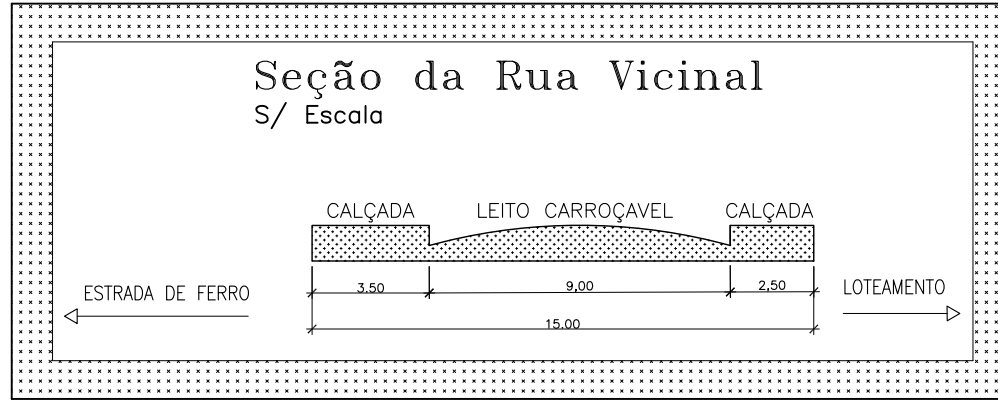 Seção da Rua Vicinal
S/ Escala
CALÇADA LEITO CARROÇAVEL CALÇADA
ESTRADA DE FERRO 3.50 9,00 2,50 LOTEAMENTO
15.00